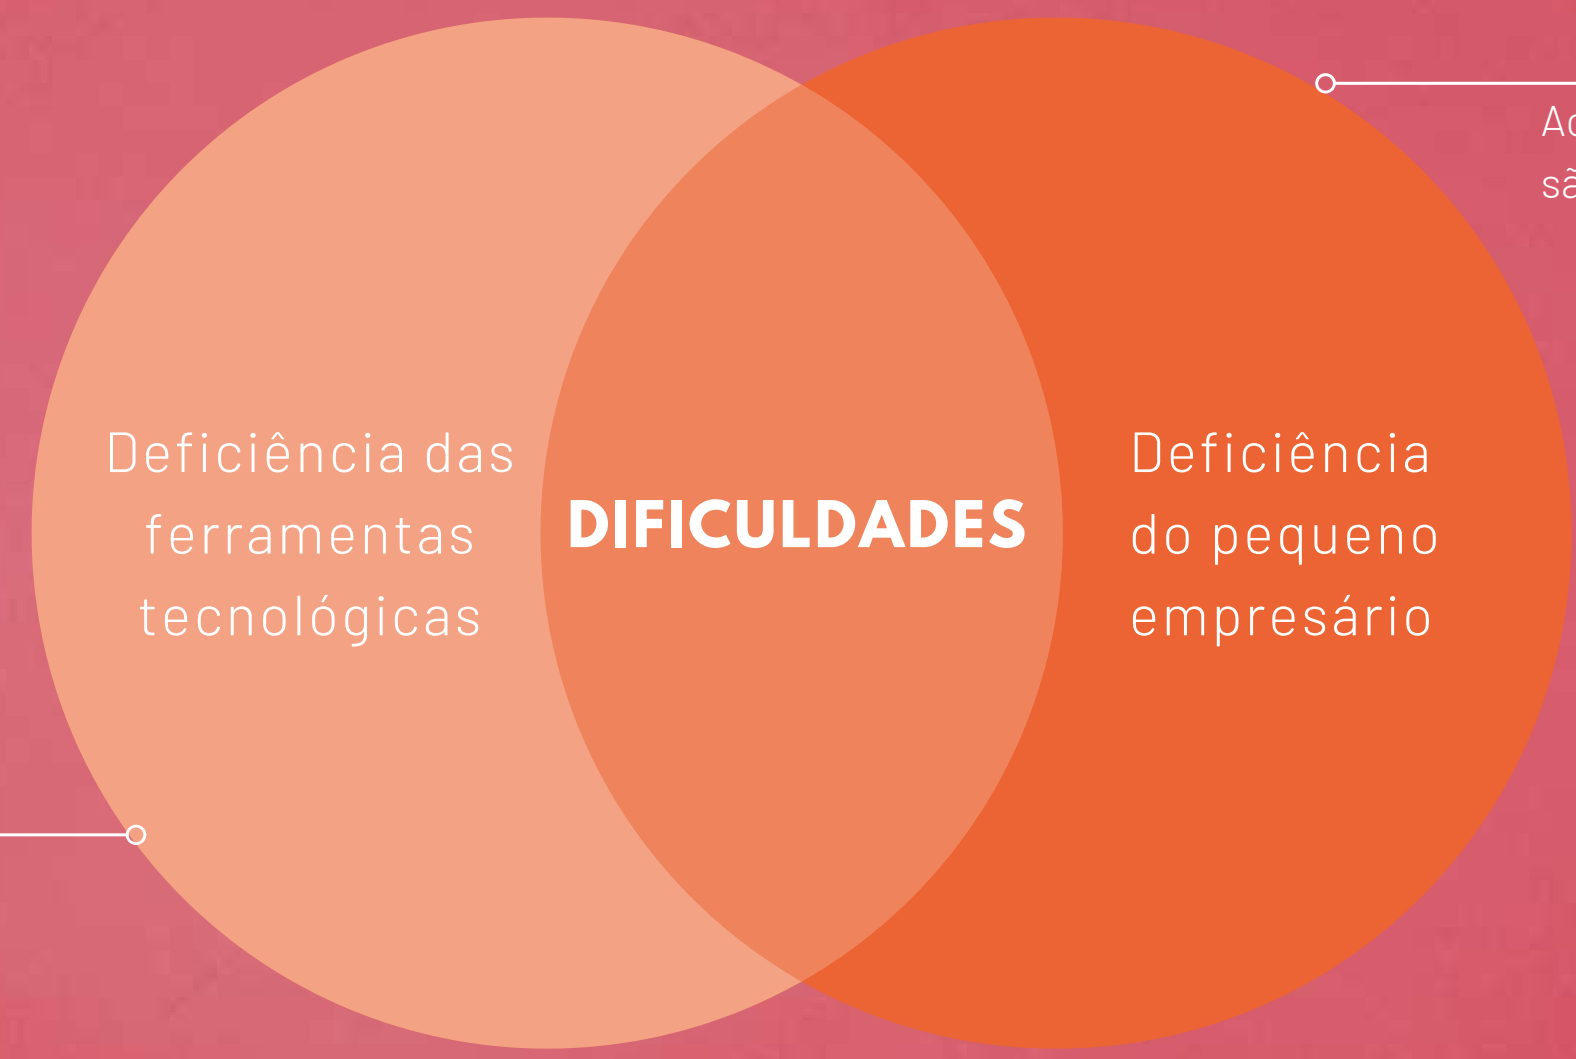 Deficiência das
ferramentas
tecnológicas
DIFICULDADES
Deficiência
do pequeno
empresário